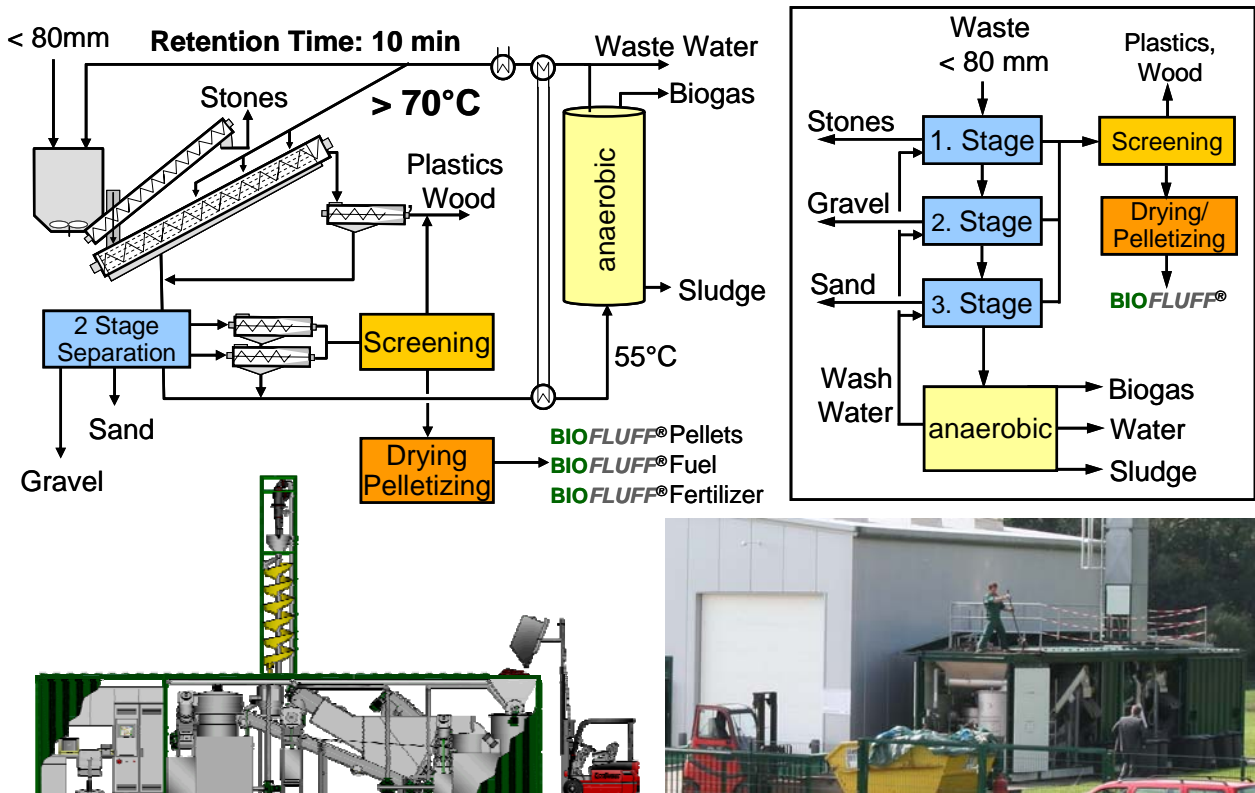 < 80mm
Retention Time: 10 min
Waste Water
Biogas
Stones
> 70°C
Plastics
Wood
anaerobic
Sludge
2 Stage
Separation
Screening
55°C
Sand
Gravel
Drying
Pelletizing
BIOFLUFF® Pellets
BIOFLUFF® Fuel
BIOFLUFF® Fertilizer
Waste
< 80 mm
Plastics,
Wood
Stones
1. Stage
Screening
Gravel
2. Stage
Drying/
Pelletizing
Sand
3. Stage
BIOFLUFF®
Wash
Water
anaerobic
Biogas
Water
Sludge